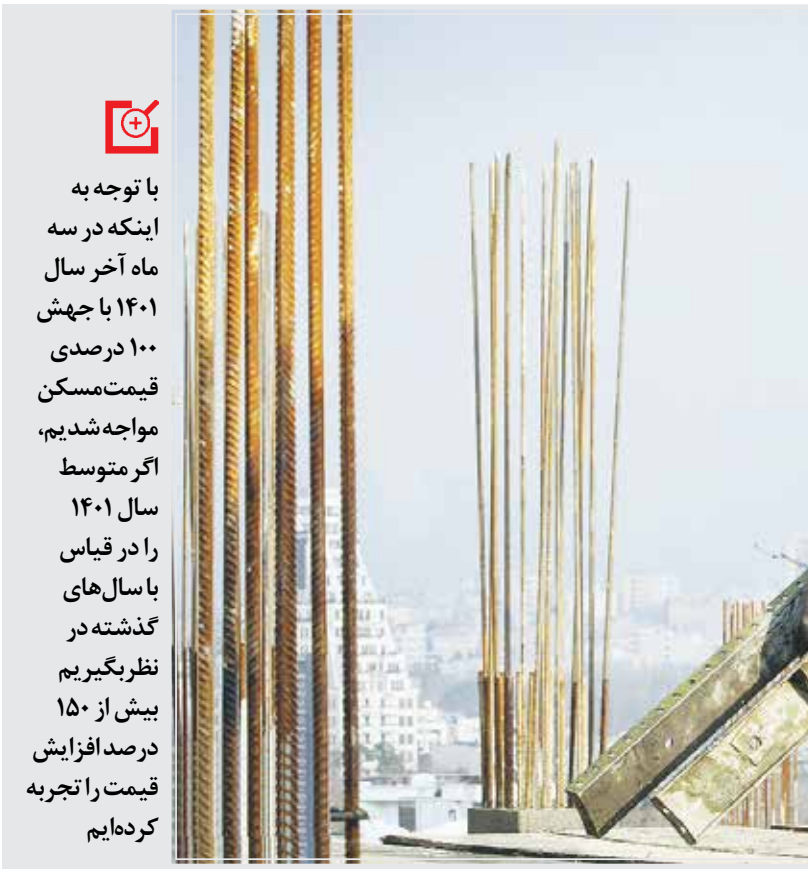 با توجه به
اینکه در سه
ماه آخر سال
۱۴۰۱ با جهش
۱۰۰ درصدی
قیمت‌مسکن
مواجه‌شدیم،
اگر متوسط
سال ۱۴۰۱
را در قیاس
با سال‌های
گذشته در
نظر بگیریم
بیش از ۱۵۰
درصد افزایش
قیمت را تجربه
کرده‌ایم